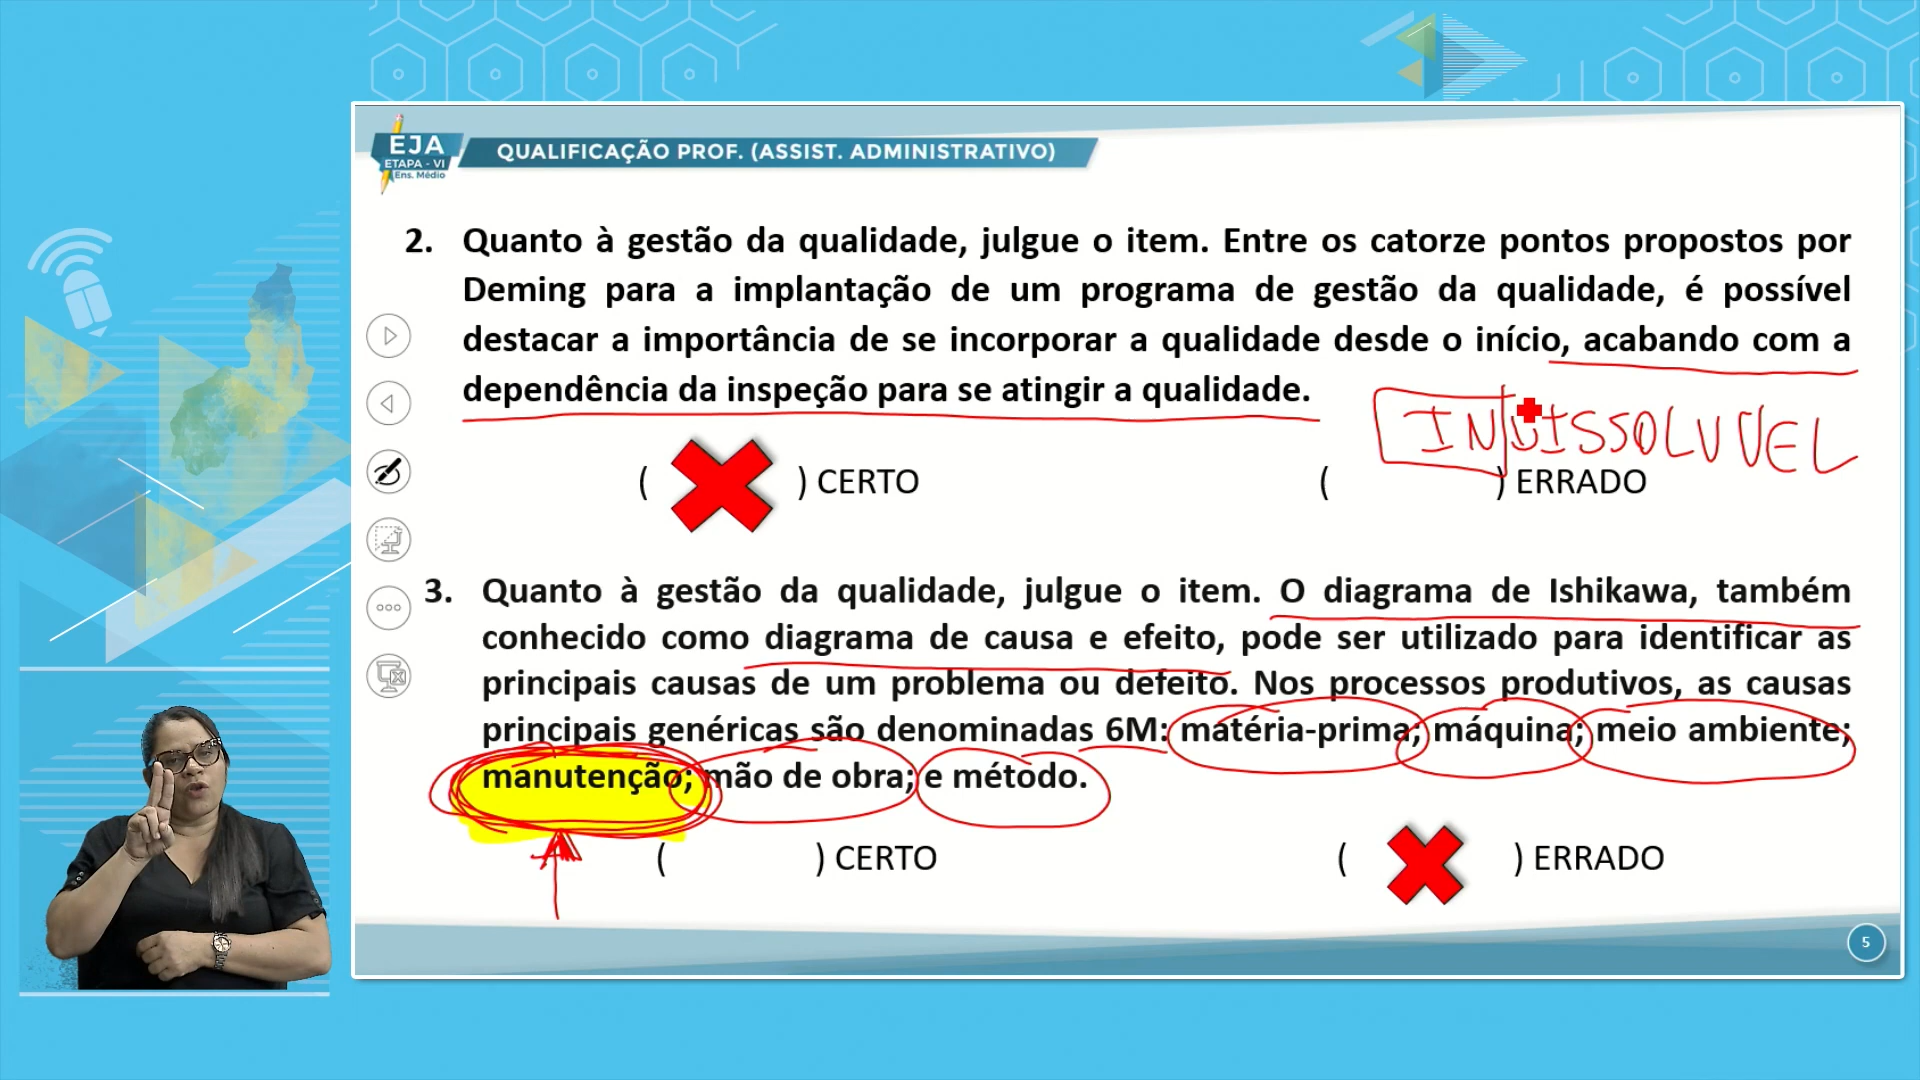 EJA
ETAPA - VI
Ens. Médio
QUALIFICAÇÃO PROF. (ASSIST. ADMINISTRATIVO)
2. Quanto à gestão da qualidade, julgue o item. Entre os catorze pontos propostos por
Deming para a implantação de um programa de gestão da qualidade, é possível
destacar a importância de se incorporar a qualidade desde o início, acabando com a
dependência da inspeção para se atingir a qualidade.
INDISSOLUVEL
( ) CERTO ( ) ERRADO
3. Quanto à gestão da qualidade, julgue o item. O diagrama de Ishikawa, também
conhecido como diagrama de causa e efeito, pode ser utilizado para identificar as
principais causas de um problema ou defeito. Nos processos produtivos, as causas
principais genéricas são denominadas 6M: matéria-prima; máquina; meio ambiente;
manutenção; mão de obra; e método.
( ) CERTO ( ) ERRADO
5